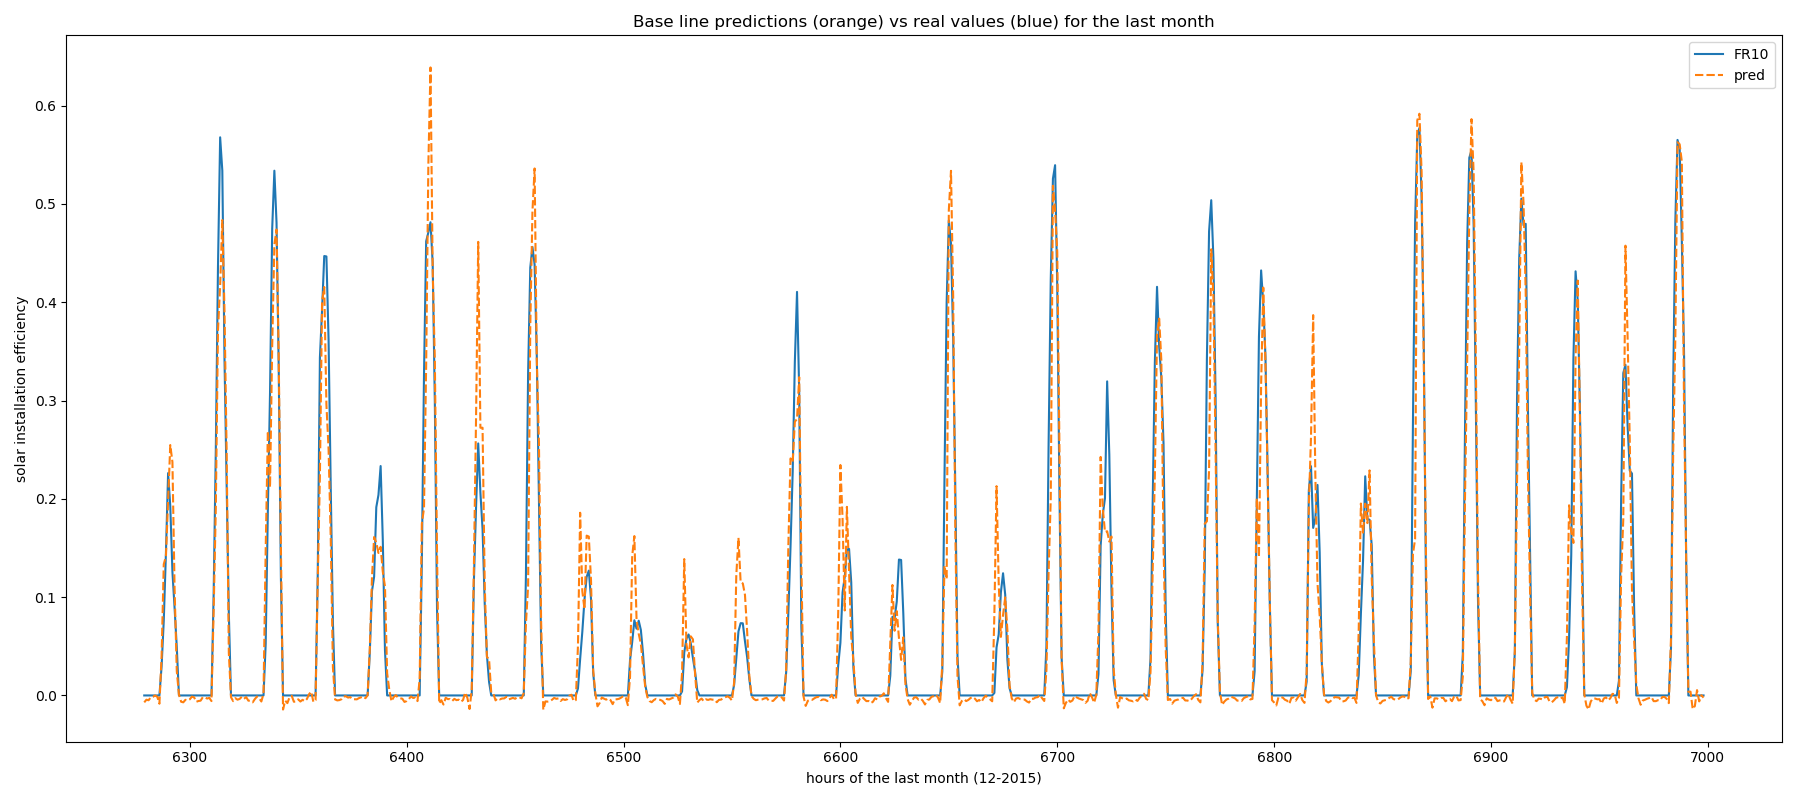 Base line predictions (orange) vs real values (blue) for the last month
FR10
pred
solar installation efficiency
0.6
0.5
0.4
0.3
0.2
0.1
0.0
6300 6400 6500 6600 6700 6800 6900 7000
hours of the last month (12-2015)